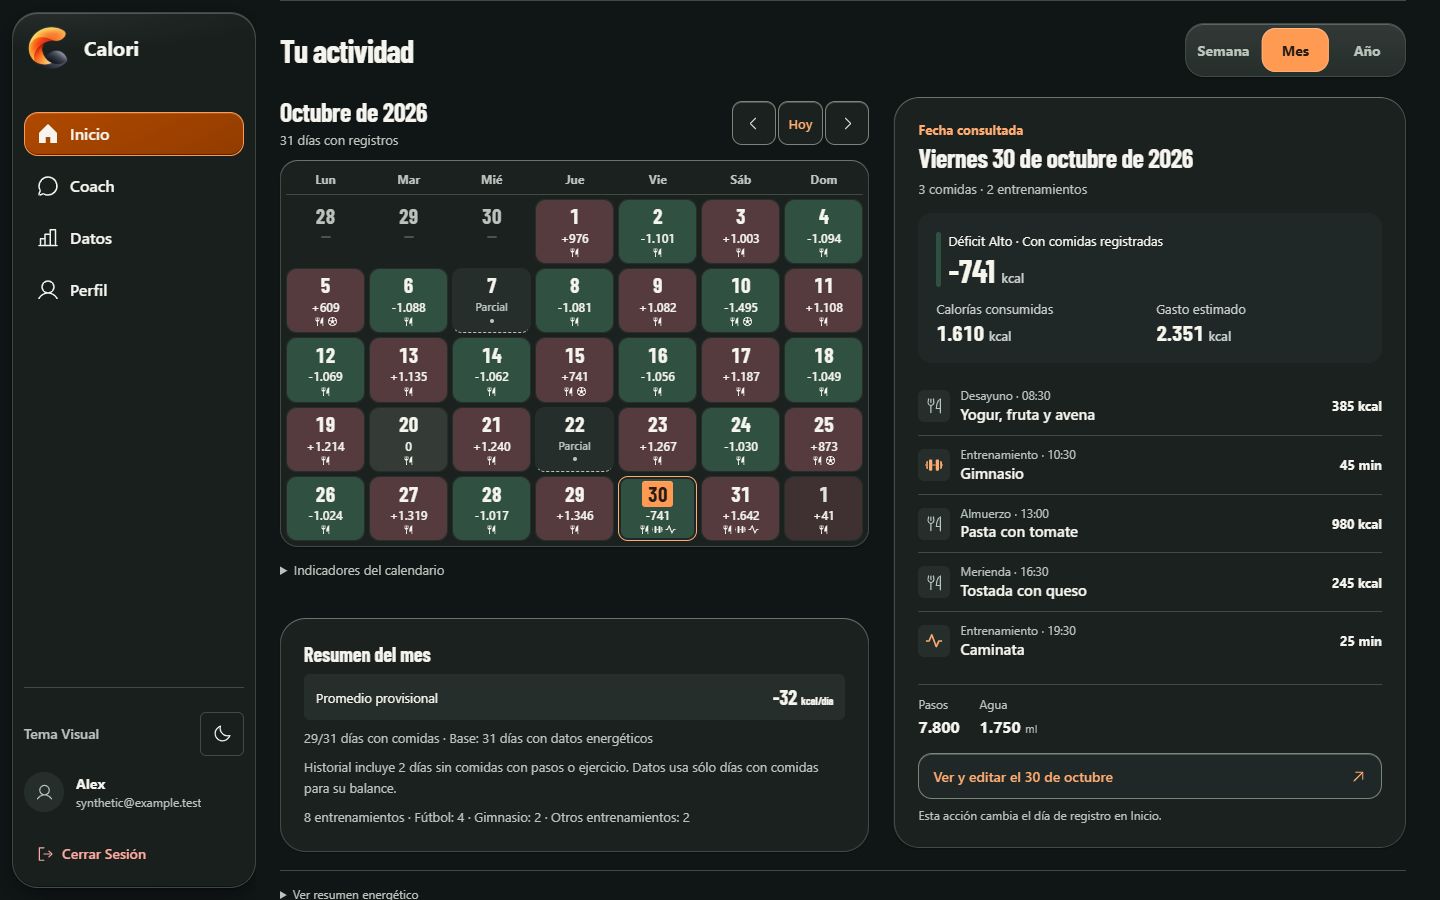 Calori
Inicio
Coach
Datos
Perfil
Tema Visual
Alex
synthetic@example.test
Cerrar Sesión
Tu actividad
Semana
Mes
Año
Octubre de 2026
31 días con registros
Hoy
Lun Mar Mié Jue Vie Sáb Dom
28 29 30 1 2 3 4
— — — +976 -1.101 +1.003 -1.094
5 6 7 8 9 10 11
+609 -1.088 Parcial -1.081 +1.082 -1.495 +1.108
12 13 14 15 16 17 18
-1.069 +1.135 -1.062 +741 -1.056 +1.187 -1.049
19 20 21 22 23 24 25
+1.214 0 +1.240 Parcial +1.267 -1.030 +873
26 27 28 29 30 31 1
-1.024 +1.319 -1.017 +1.346 -741 +1.642 +41
Indicadores del calendario
Resumen del mes
Promedio provisional -32 kcal/día
29/31 días con comidas · Base: 31 días con datos energéticos
Historial incluye 2 días sin comidas con pasos o ejercicio. Datos usa sólo días con comidas
para su balance.
8 entrenamientos · Fútbol: 4 · Gimnasio: 2 · Otros entrenamientos: 2
Ver resumen energético
Fecha consultada
Viernes 30 de octubre de 2026
3 comidas · 2 entrenamientos
Déficit Alto · Con comidas registradas
-741 kcal
Calorías consumidas Gasto estimado
1.610 kcal 2.351 kcal
Desayuno · 08:30
Yogur, fruta y avena 385 kcal
Entrenamiento · 10:30
Gimnasio 45 min
Almuerzo · 13:00
Pasta con tomate 980 kcal
Merienda · 16:30
Tostada con queso 245 kcal
Entrenamiento · 19:30
Caminata 25 min
Pasos Agua
7.800 1.750 ml
Ver y editar el 30 de octubre
Esta acción cambia el día de registro en Inicio.